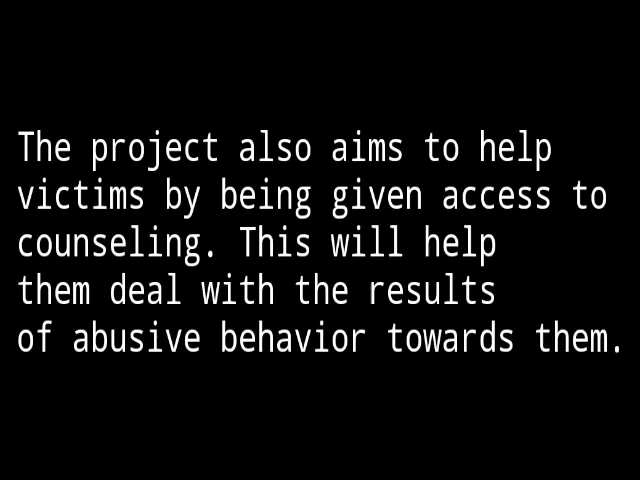 The project also aims to help
victims by being given access to
counseling. This will help
them deal with the results
of abusive behavior towards them.